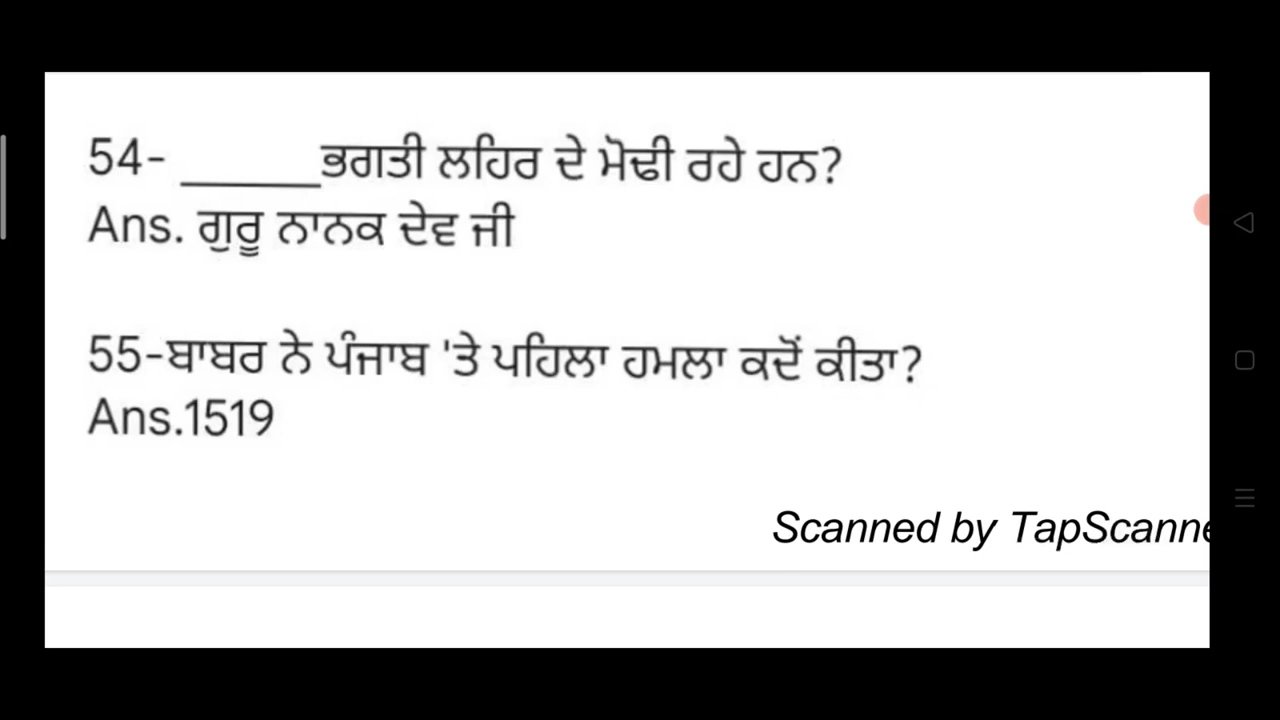 54- ______ਭਗਤੀ ਲਹਿਰ ਦੇ ਮੋਢੀ ਰਹੇ ਹਨ?
Ans. ਗੁਰੂ ਨਾਨਕ ਦੇਵ ਜੀ
55-ਬਾਬਰ ਨੇ ਪੰਜਾਬ 'ਤੇ ਪਹਿਲਾ ਹਮਲਾ ਕਦੋਂ ਕੀਤਾ?
Ans.1519
Scanned by TapScanne